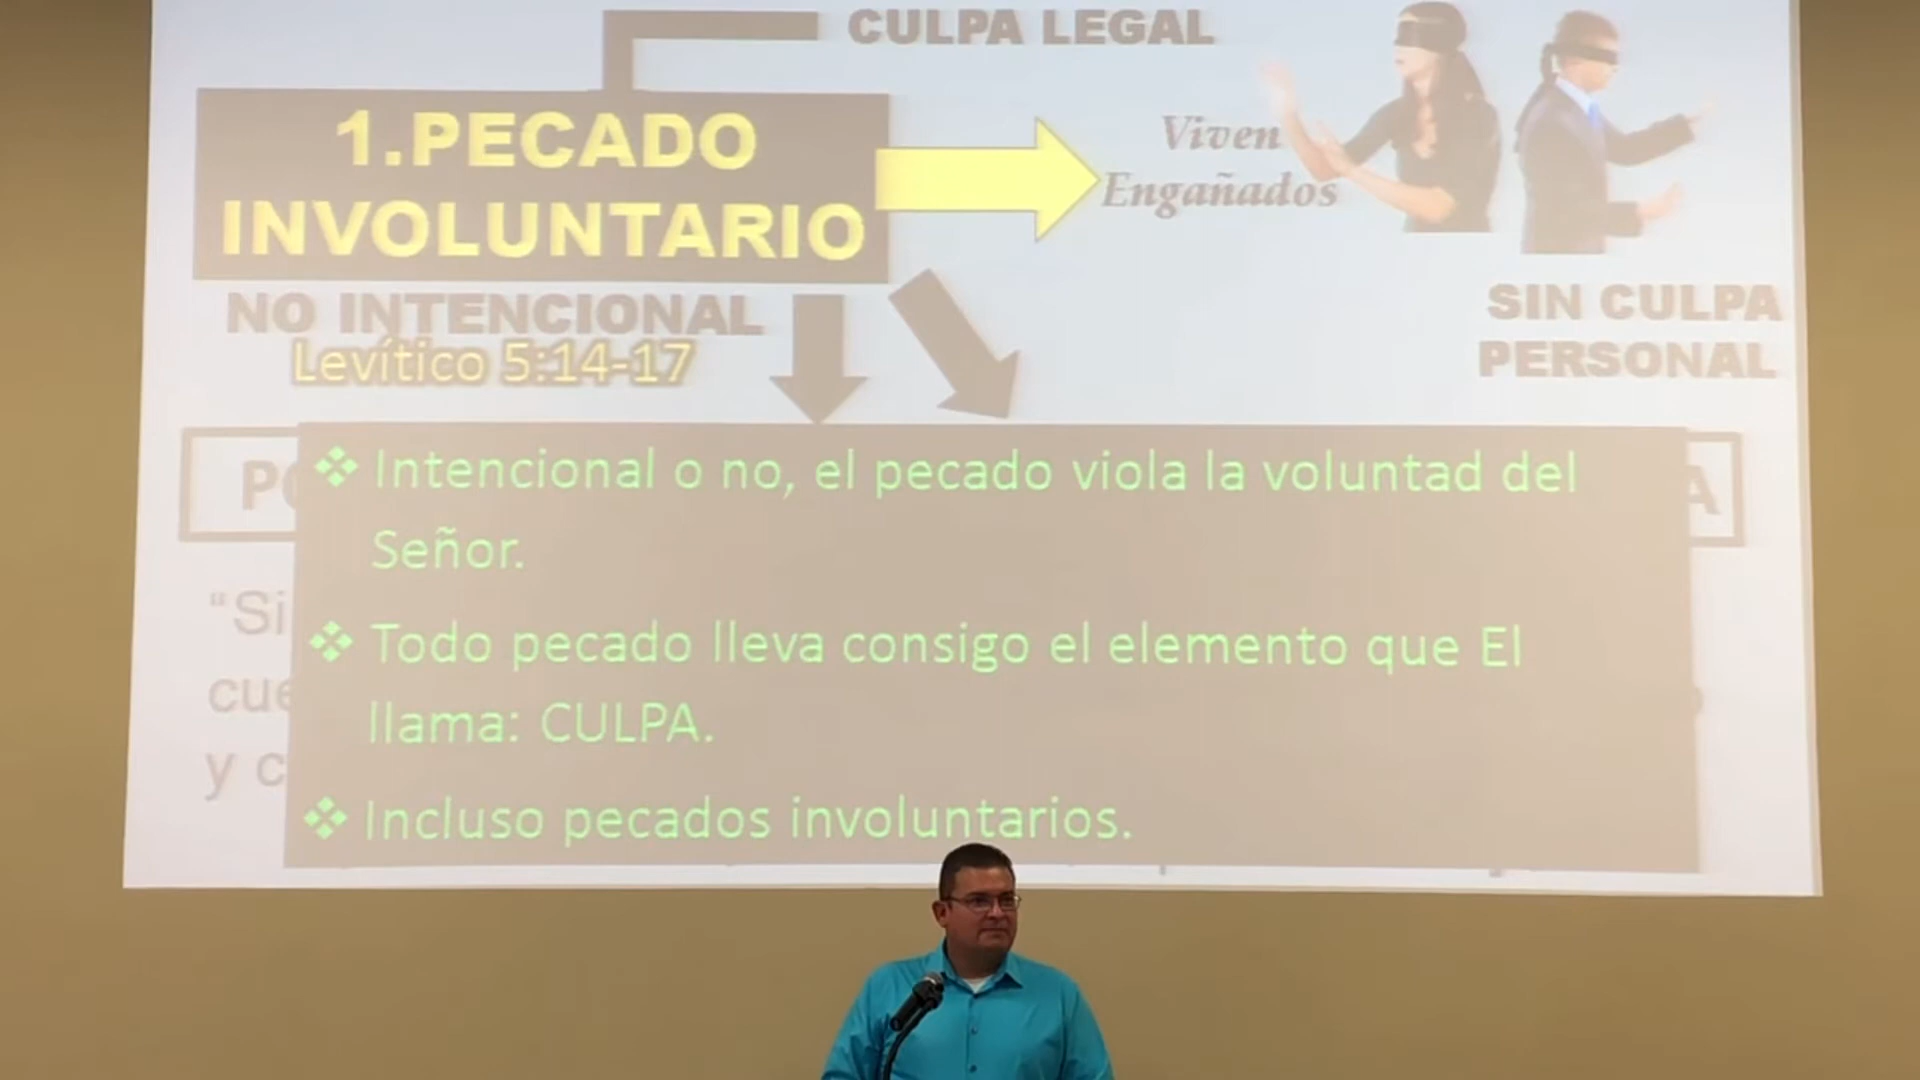 CULPA LEGAL
1.PECADO
INVOLUNTARIO
Viven
Engañados
NO INTENCIONAL
Levítico 5:14-17
SIN CULPA
PERSONAL
❖ Intencional o no, el pecado viola la voluntad del
Señor.
❖ Todo pecado lleva consigo el elemento que El
llama: CULPA.
❖ Incluso pecados involuntarios.
“Si
y